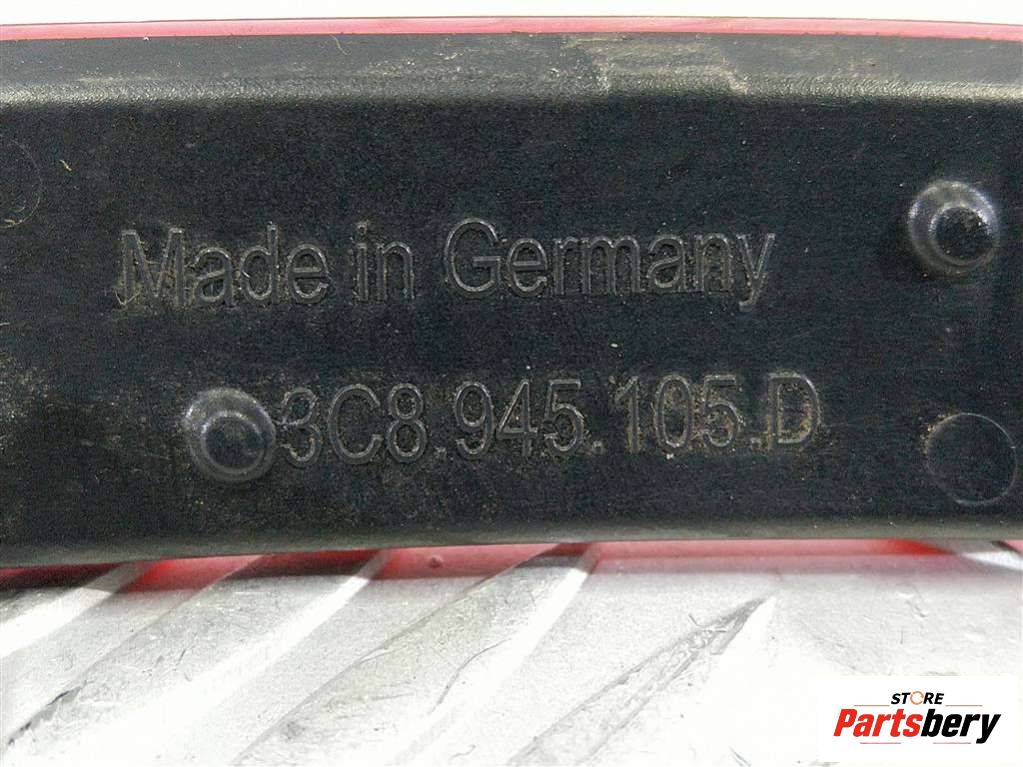 Made in Germany
3C8.945.105.D
STORE
Partsbery